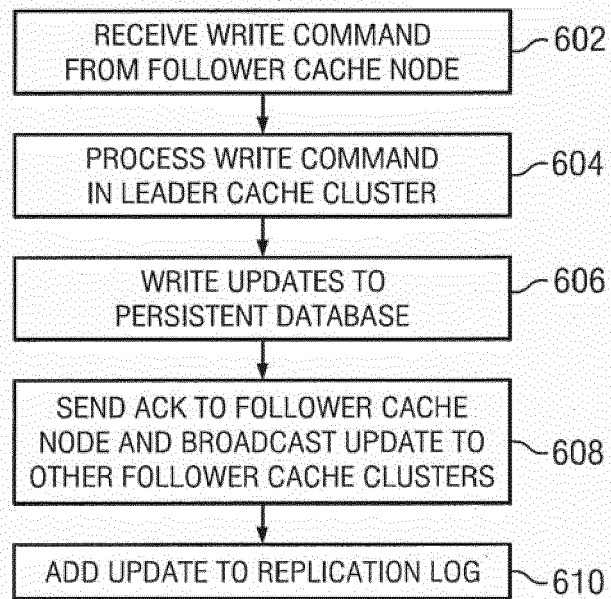 RECEIVE WRITE COMMAND
FROM FOLLOWER CACHE NODE
602
PROCESS WRITE COMMAND
IN LEADER CACHE CLUSTER
604
WRITE UPDATES TO
PERSISTENT DATABASE
606
SEND ACK TO FOLLOWER CACHE
NODE AND BROADCAST UPDATE TO
OTHER FOLLOWER CACHE CLUSTERS
608
ADD UPDATE TO REPLICATION LOG
610